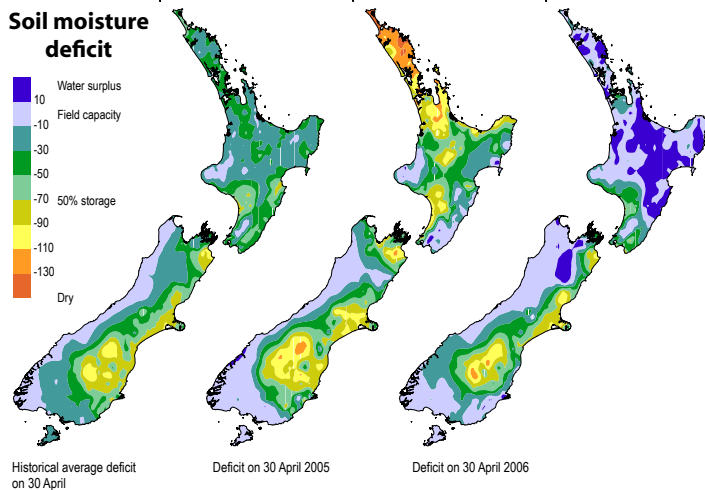 Soil moisture
deficit
Water surplus
10
Field capacity
-10
-30
-50
-70
50% storage
-90
-110
-130
Dry
Historical average deficit
on 30 April
Deficit on 30 April 2005
Deficit on 30 April 2006